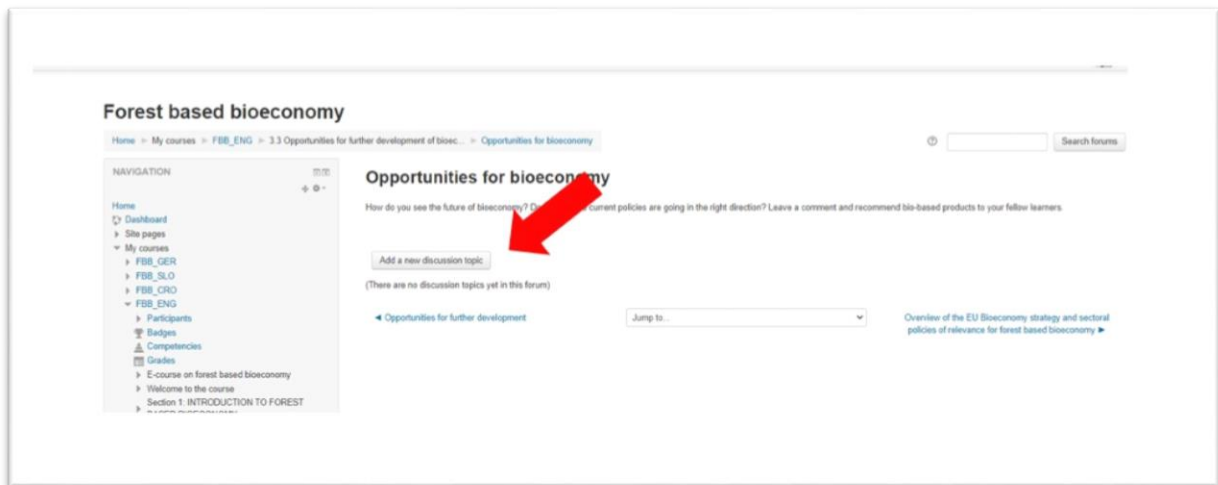 Forest based bioeconomy
Home ▶ My courses ▶ FBB_ENG ▶ 3.3 Opportunities for further development of bioec... ▶ Opportunities for bioeconomy
Search forums
NAVIGATION
Home
Dashboard
Site pages
My courses
FBB_GER
FBB_SLO
FBB_CRO
FBB_ENG
Participants
Badges
Competencies
Grades
E-course on forest based bioeconomy
Welcome to the course
Section 1: INTRODUCTION TO FOREST
Opportunities for bioeconomy
How do you see the future of bioeconomy? current policies are going in the right direction? Leave a comment and recommend bio-based products to your fellow learners.
Add a new discussion topic
(There are no discussion topics yet in this forum)
◀ Opportunities for further development
Jump to...
Overview of the EU Bioeconomy strategy and sectoral
policies of relevance for forest based bioeconomy ▶